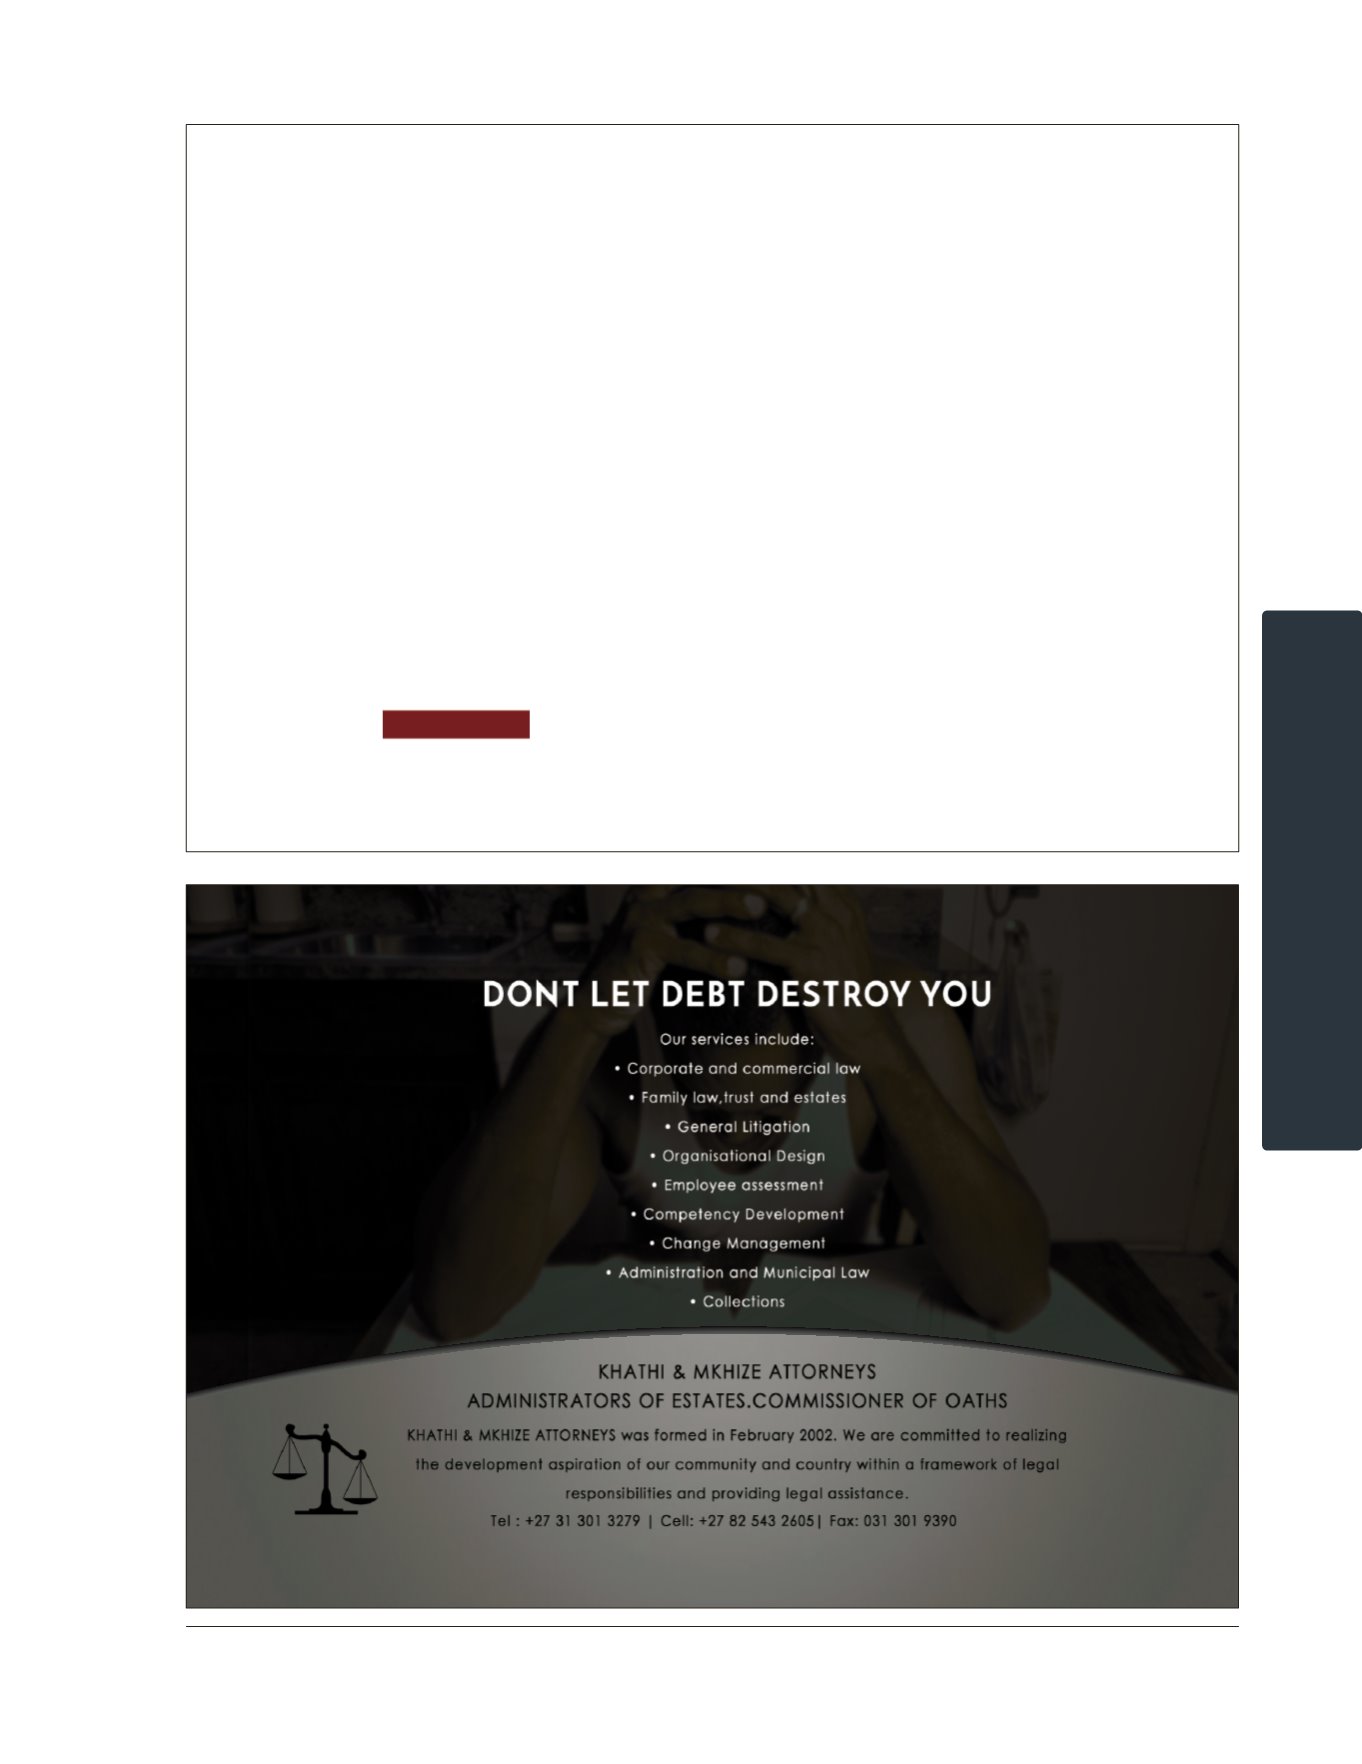 DONT LET DEBT DESTROY YOU
Our services include:
• Corporate and commercial law
• Family law,trust and estates
• General Litigation
• Organisational Design
• Employee assessment
• Competency Development
• Change Management
• Administration and Municipal Law
• Collections
KHATHI & MKHIZE ATTORNEYS
ADMINISTRATORS OF ESTATES.COMMISSIONER OF OATHS
KHATHI & MKHIZE ATTORNEYS was formed in February 2002. We are committed to realizing
the development aspiration of our community and country within a framework of legal
responsibilities and providing legal assistance.
Tel : +27 31 301 3279 | Cell: +27 82 543 2605| Fax: 031 301 9390